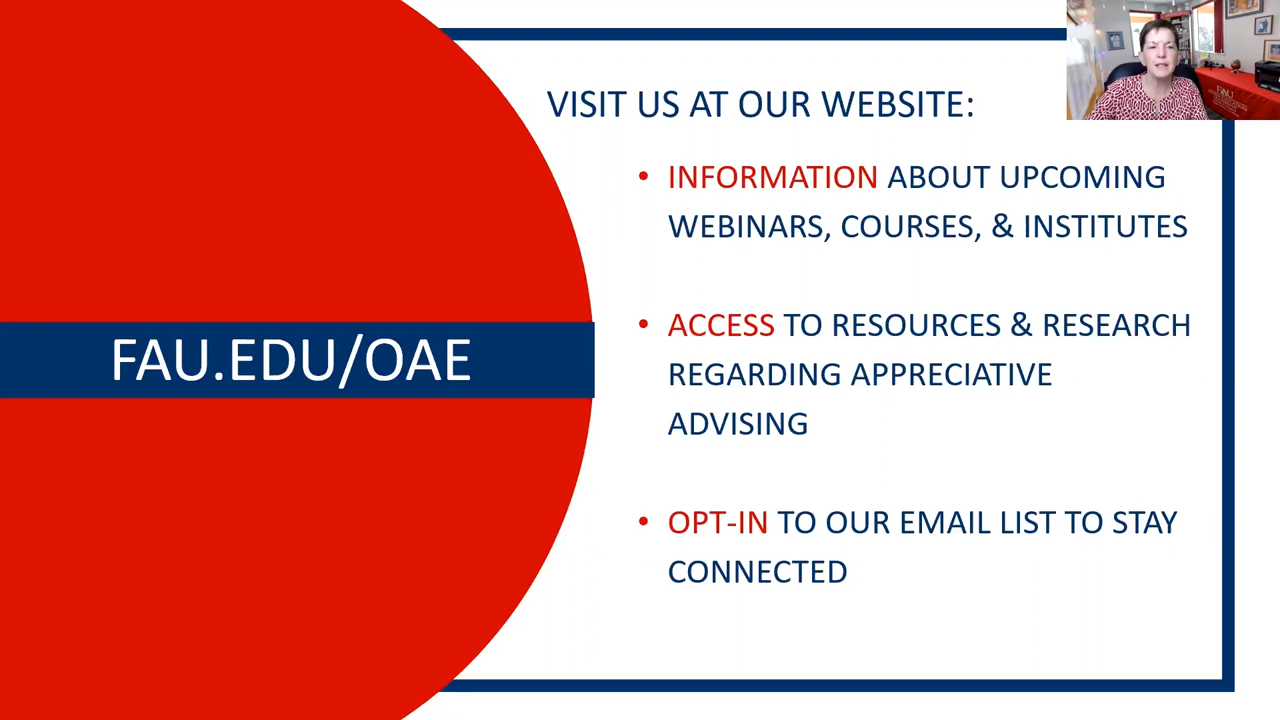 VISIT US AT OUR WEBSITE:
• INFORMATION ABOUT UPCOMING
WEBINARS, COURSES, & INSTITUTES
FAU.EDU/OAE
• ACCESS TO RESOURCES & RESEARCH
REGARDING APPRECIATIVE
ADVISING
• OPT-IN TO OUR EMAIL LIST TO STAY
CONNECTED
FAU